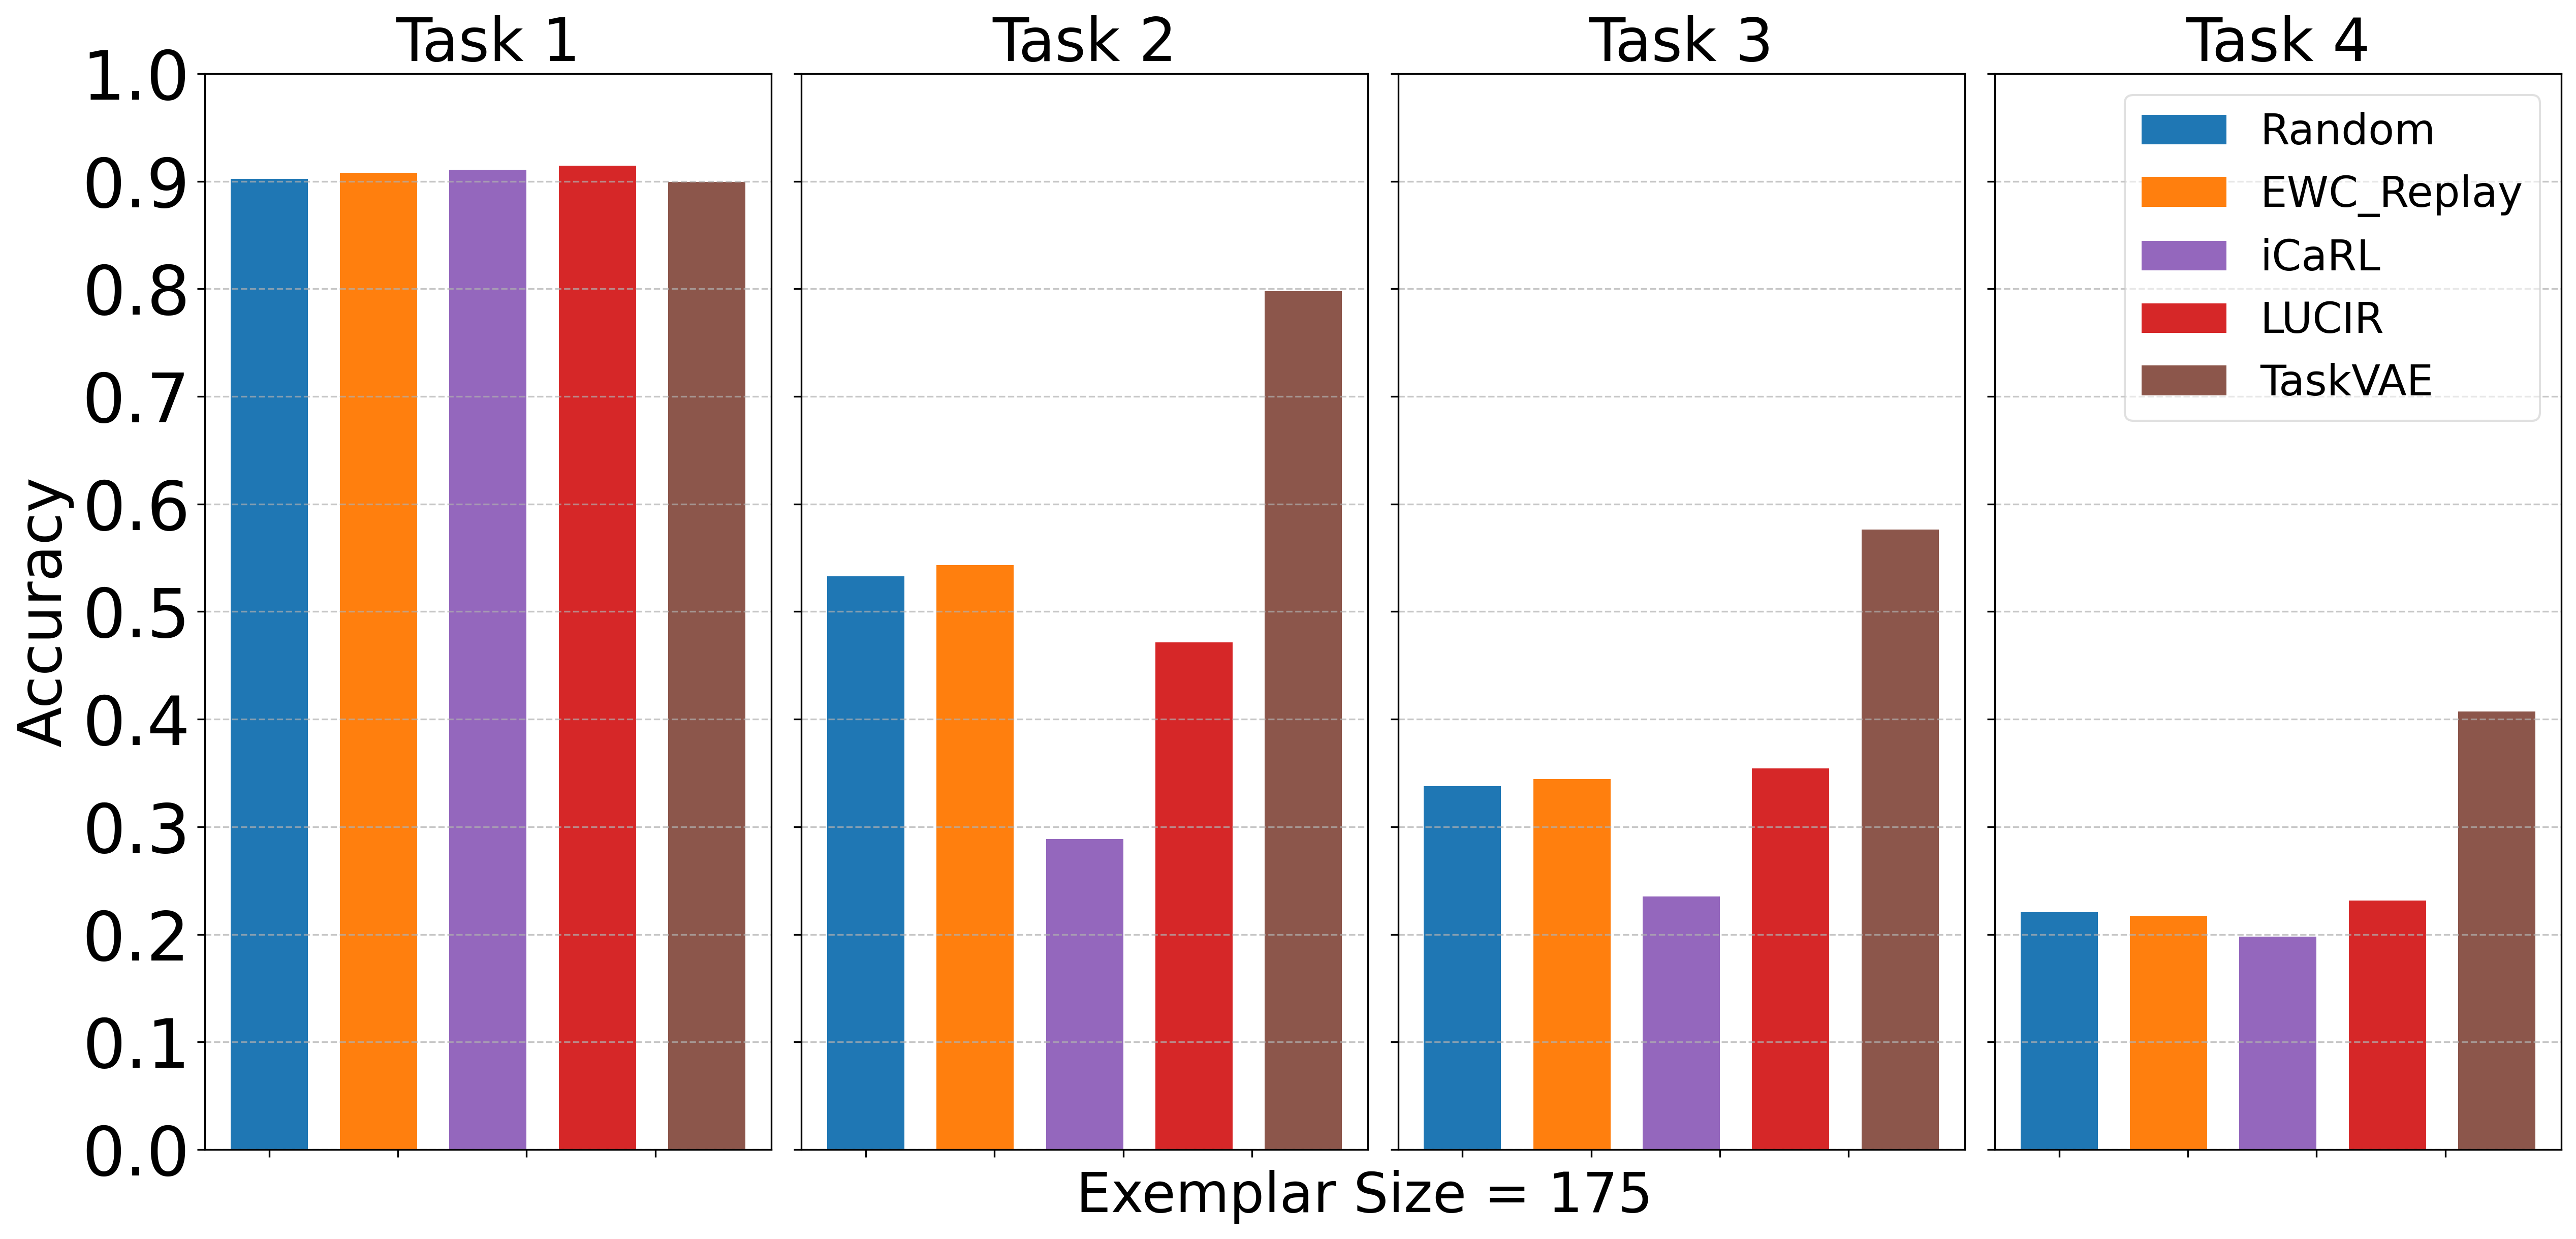 Task 1
Task 2
Task 3
Task 4
1.0
0.9
0.8
0.7
0.6
0.5
0.4
0.3
0.2
0.1
0.0
Accuracy
Random
EWC_Replay
iCaRL
LUCIR
TaskVAE
Exemplar Size = 175